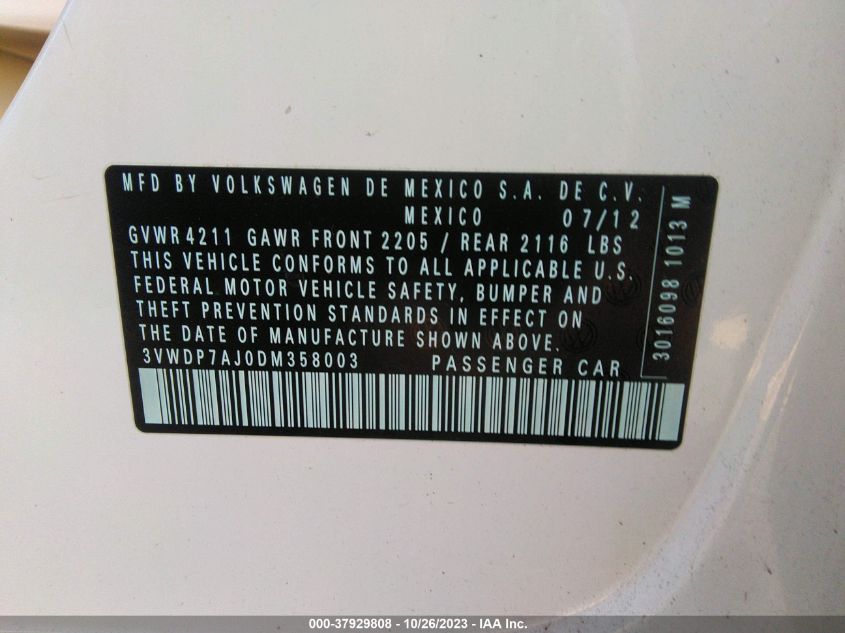 MFD BY VOLKSWAGEN DE MEXICO S.A. DE C.V.
MEXICO 07/12
GVWR 4211 GAWR FRONT 2205 / REAR 2116 LBS
THIS VEHICLE CONFORMS TO ALL APPLICABLE U.S.
FEDERAL MOTOR VEHICLE SAFETY, BUMPER AND
THEFT PREVENTION STANDARDS IN EFFECT ON
THE DATE OF MANUFACTURE SHOWN ABOVE.
3VWDP7AJ0DM358003 PASSENGER CAR
3016098 1013 M
000-37929808 - 10/26/2023 - IAA Inc.